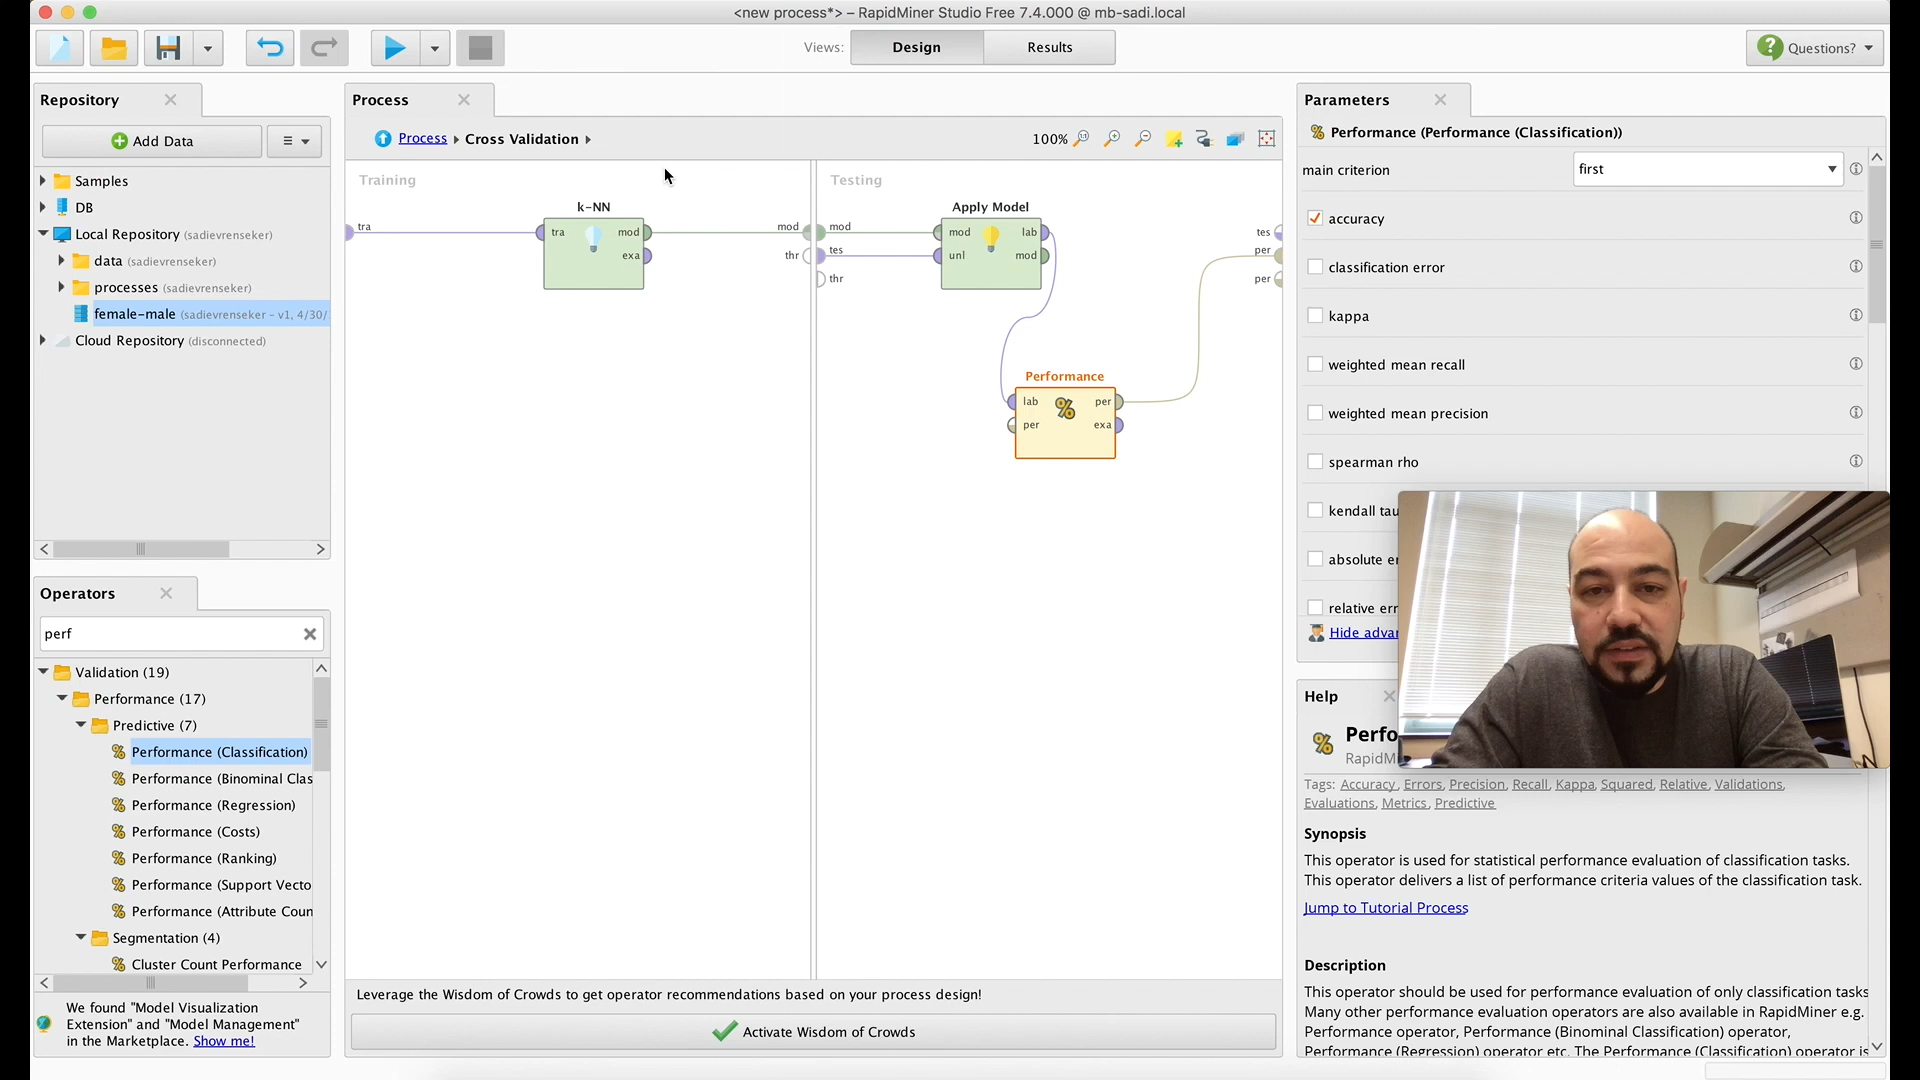 <new process*> – RapidMiner Studio Free 7.4.000 @ mb-sadi.local
Views:
Design
Results
Questions?
Repository
Add Data
Samples
DB
Local Repository (sadievrenseker)
data (sadievrenseker)
processes (sadievrenseker)
female-male (sadievrenseker – v1, 4/30/
Cloud Repository (disconnected)
Operators
perf
Validation (19)
Performance (17)
Predictive (7)
Performance (Classification)
Performance (Binominal Clas
Performance (Regression)
Performance (Costs)
Performance (Ranking)
Performance (Support Vecto
Performance (Attribute Coun
Segmentation (4)
Cluster Count Performance
We found "Model Visualization
Extension" and "Model Management"
in the Marketplace. Show me!
Process
Process Cross Validation
100%
Training
tra
k-NN
tra mod
exa
mod
thr
Testing
mod
tes
thr
Apply Model
mod lab
unl mod
tes
per
per
Performance
lab per
per exa
Leverage the Wisdom of Crowds to get operator recommendations based on your process design!
Activate Wisdom of Crowds
Parameters
Performance (Performance (Classification))
main criterion first
accuracy
classification error
kappa
weighted mean recall
weighted mean precision
spearman rho
kendall tau
absolute er
relative err
Hide advan
Help
Perfo
RapidMi
Tags: Accuracy, Errors, Precision, Recall, Kappa, Squared, Relative, Validations,
Evaluations, Metrics, Predictive
Synopsis
This operator is used for statistical performance evaluation of classification tasks.
This operator delivers a list of performance criteria values of the classification task.
Jump to Tutorial Process
Description
This operator should be used for performance evaluation of only classification tasks
Many other performance evaluation operators are also available in RapidMiner e.g.
Performance operator, Performance (Binominal Classification) operator,
Performance (Regression) operator etc. The Performance (Classification) operator is